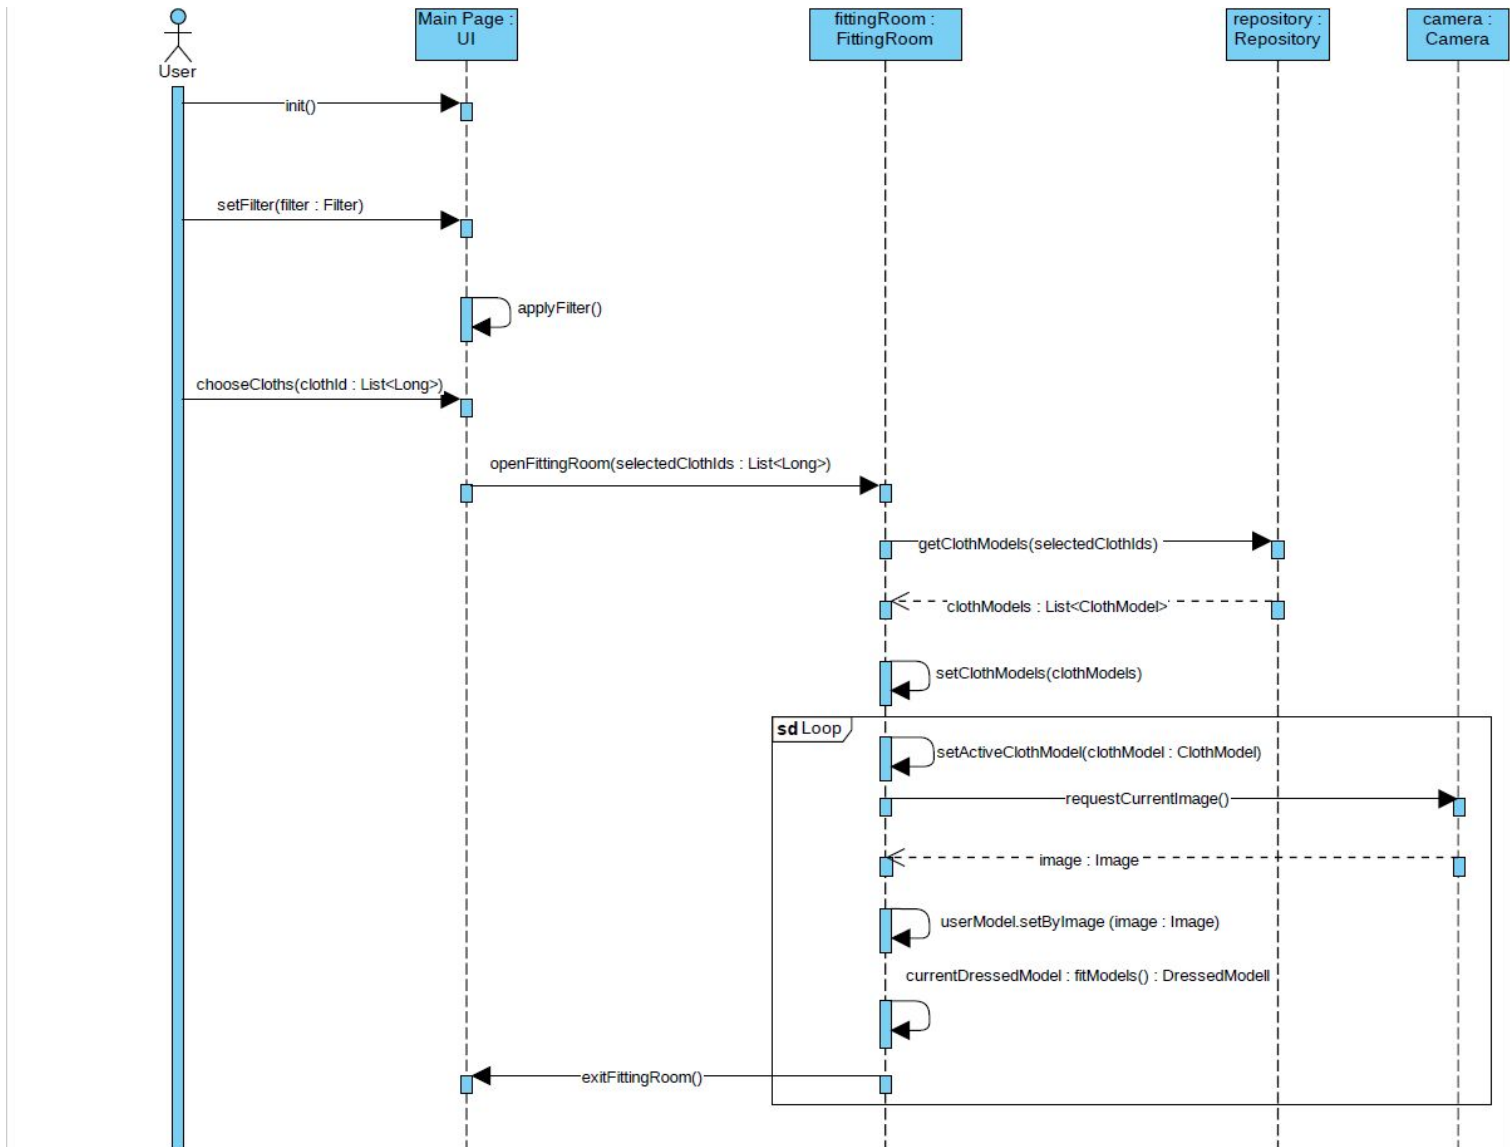 User
Main Page :
UI
fittingRoom :
FittingRoom
repository :
Repository
camera :
Camera
init()
setFilter(filter : Filter)
applyFilter()
chooseCloths(clothId : List<Long>)
openFittingRoom(selectedClothIds : List<Long>)
getClothModels(selectedClothIds)
clothModels : List<ClothModel>
setClothModels(clothModels)
sd Loop
setActiveClothModel(clothModel : ClothModel)
requestCurrentImage()
image : Image
userModel.setByImage (image : Image)
currentDressedModel : fitModels() : DressedModell
exitFittingRoom()